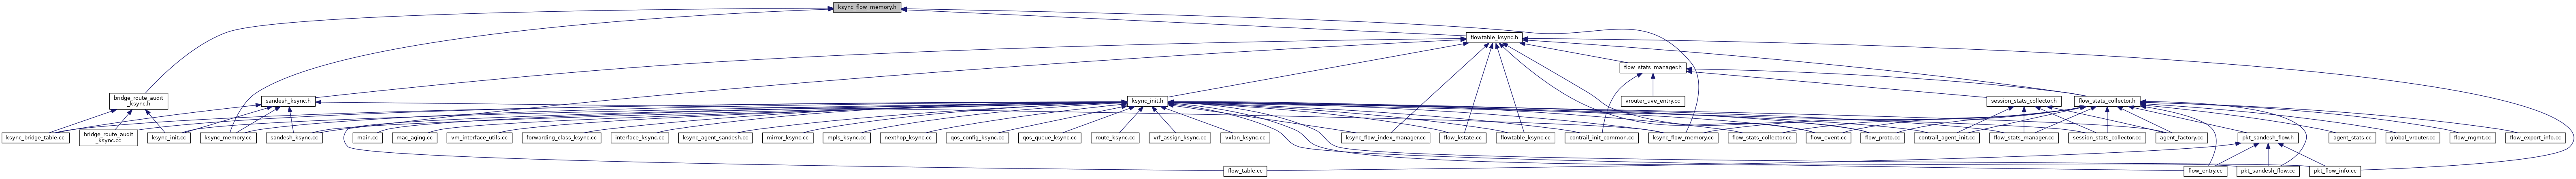 ksync_flow_memory.h
flowtable_ksync.h
flow_stats_manager.h
bridge_route_audit
_ksync.h
sandesh_ksync.h
ksync_init.h
vrouter_uve_entry.cc
session_stats_collector.h
flow_stats_collector.h
ksync_bridge_table.cc
bridge_route_audit
_ksync.cc
ksync_init.cc
ksync_memory.cc
sandesh_ksync.cc
main.cc
mac_aging.cc
vm_interface_utils.cc
forwarding_class_ksync.cc
interface_ksync.cc
ksync_agent_sandesh.cc
mirror_ksync.cc
mpls_ksync.cc
nexthop_ksync.cc
qos_config_ksync.cc
qos_queue_ksync.cc
route_ksync.cc
vrf_assign_ksync.cc
vxlan_ksync.cc
ksync_flow_index_manager.cc
flow_kstate.cc
flowtable_ksync.cc
contrail_init_common.cc
ksync_flow_memory.cc
flow_stats_collector.cc
flow_event.cc
flow_proto.cc
contrail_agent_init.cc
flow_stats_manager.cc
session_stats_collector.cc
agent_factory.cc
pkt_sandesh_flow.h
agent_stats.cc
global_vrouter.cc
flow_mgmt.cc
flow_export_info.cc
flow_table.cc
flow_entry.cc
pkt_sandesh_flow.cc
pkt_flow_info.cc